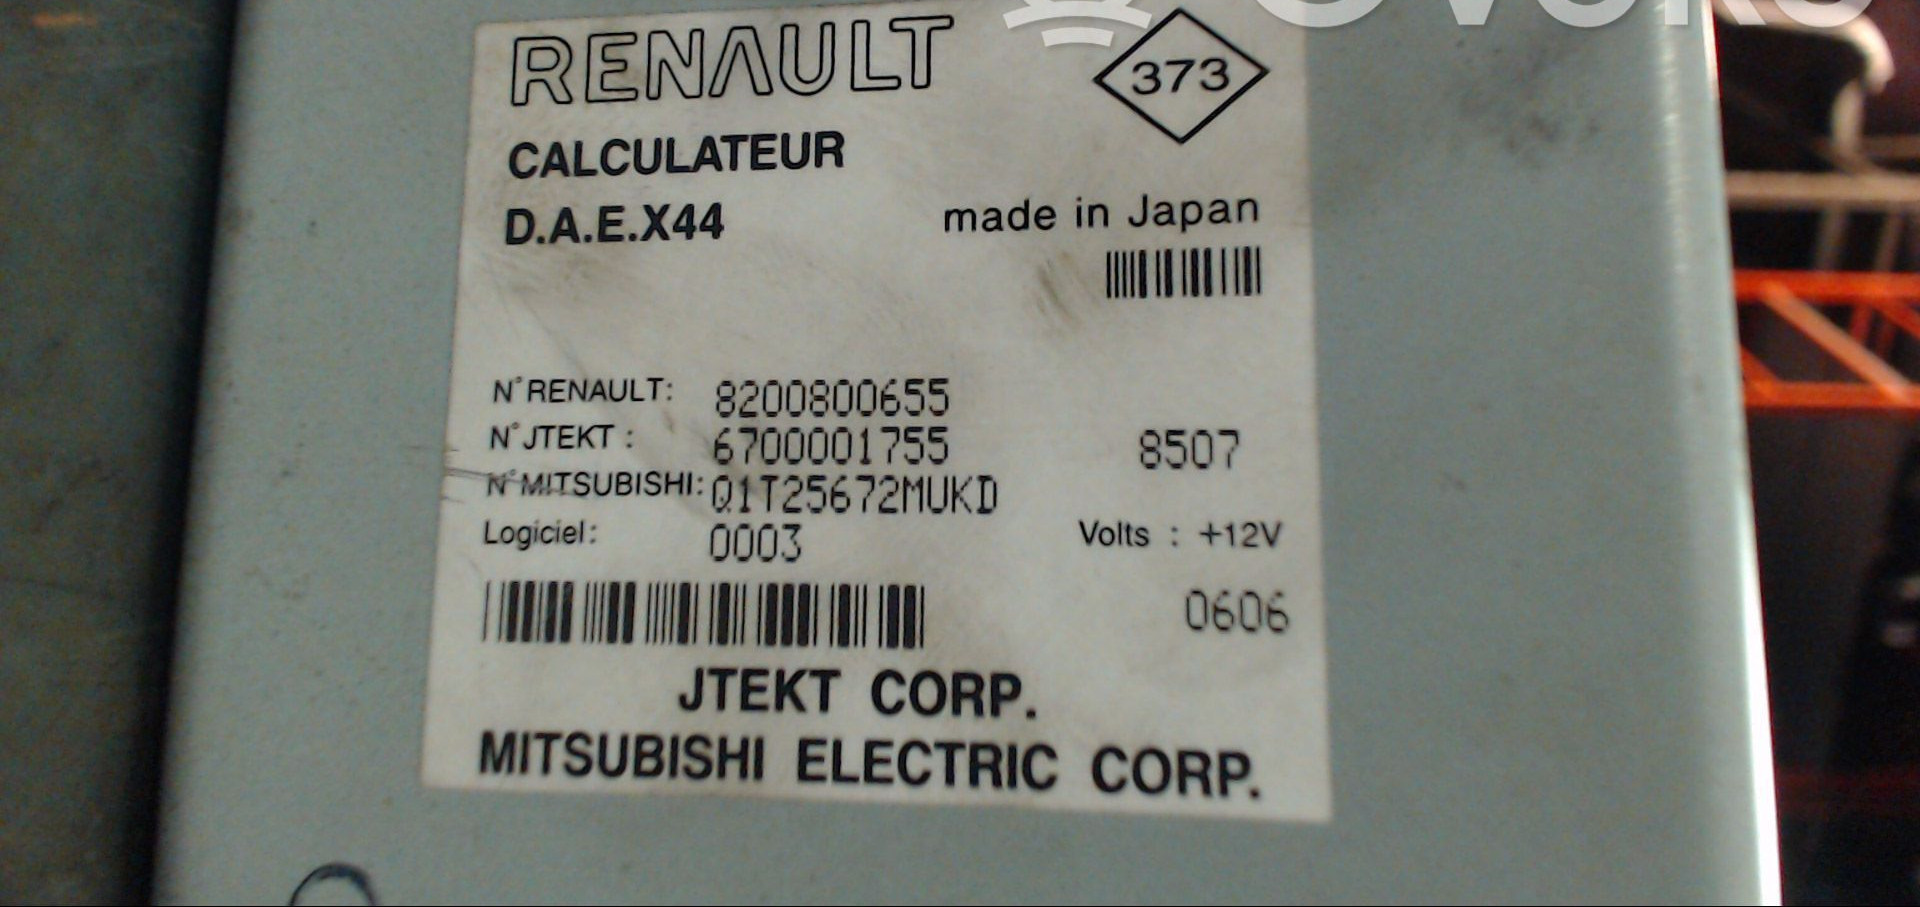 RENAULT
373
CALCULATEUR
D.A.E.X44
made in Japan
N° RENAULT: 8200800655
N° JTEKT : 6700001755 8507
N° MITSUBISHI: Q1T25672MUKD
Logiciel: 0003 Volts : +12V
0606
JTEKT CORP.
MITSUBISHI ELECTRIC CORP.